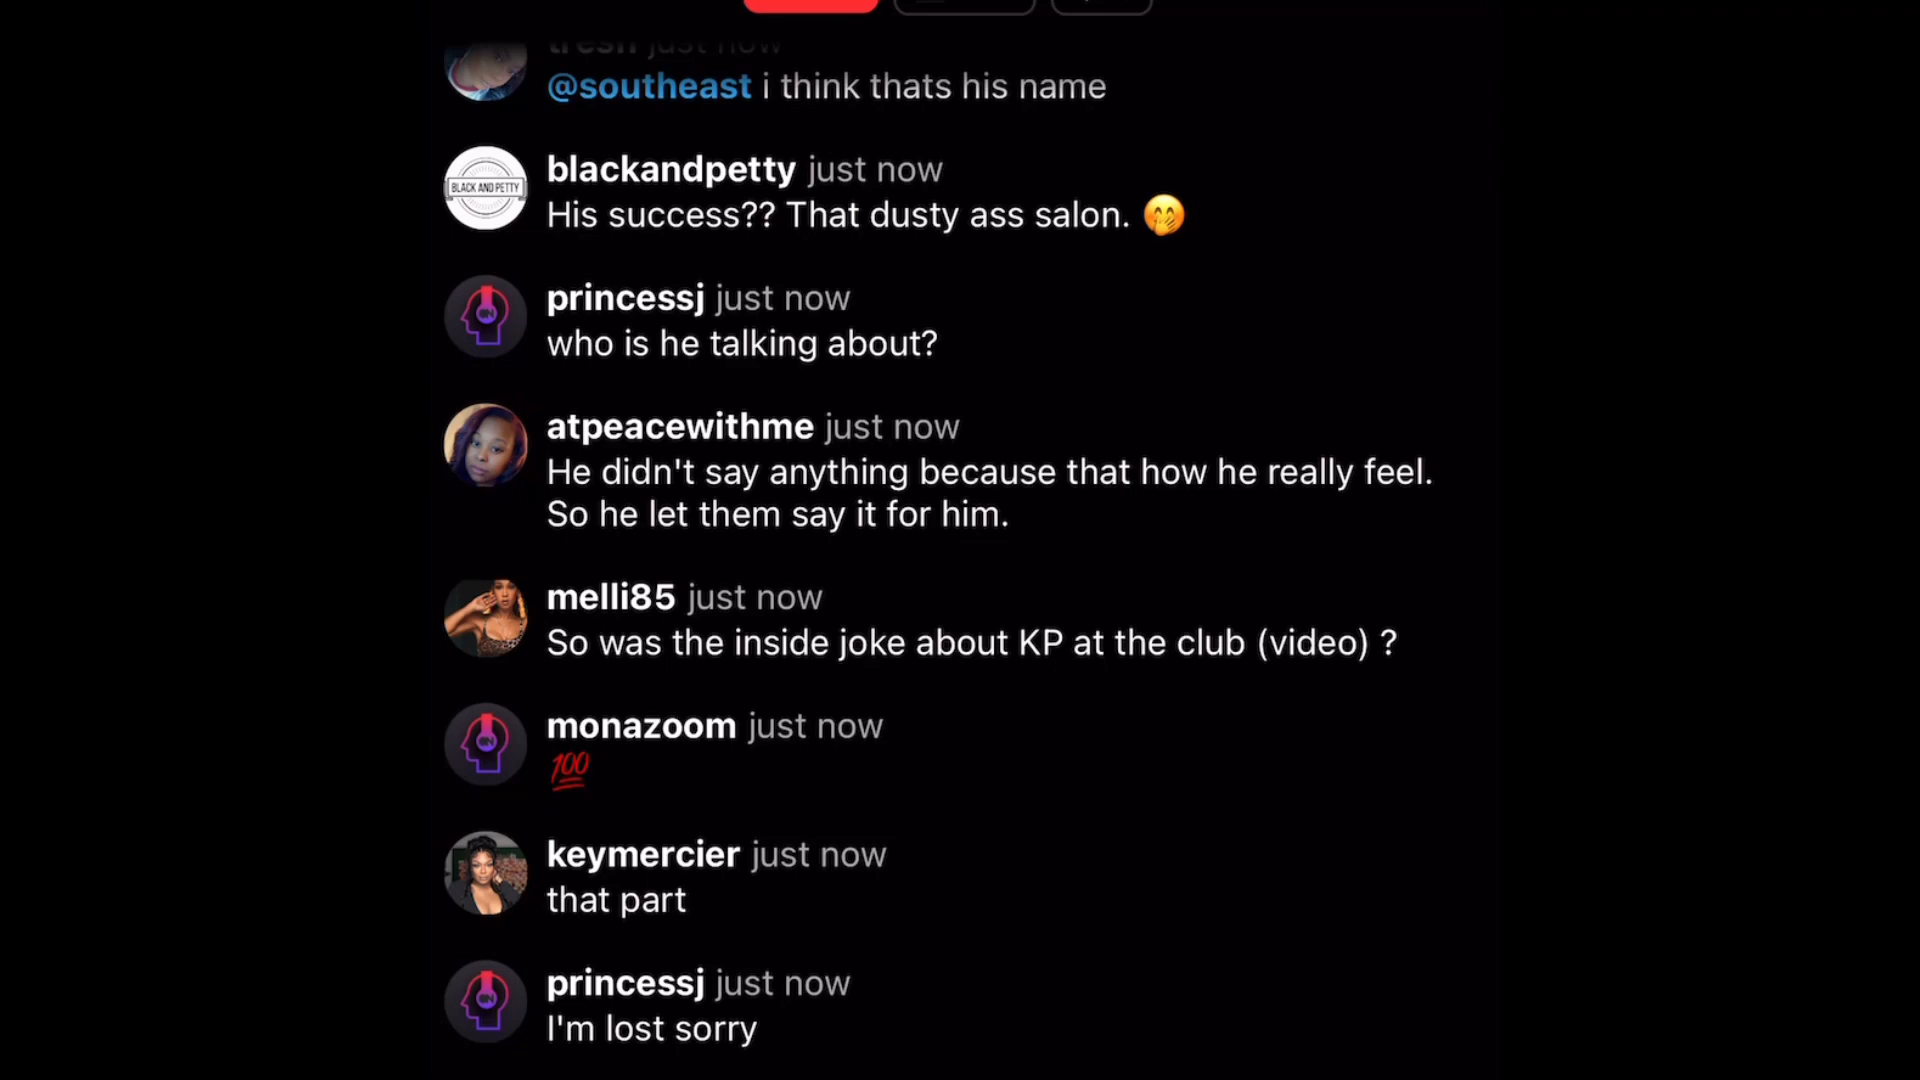 tresh just now
@southeast i think thats his name
BLACK AND PETTY
blackandpetty just now
His success?? That dusty ass salon. 🤭
princessj just now
who is he talking about?
atpeacewithme just now
He didn't say anything because that how he really feel.
So he let them say it for him.
melli85 just now
So was the inside joke about KP at the club (video) ?
monazoom just now
💯
keymercier just now
that part
princessj just now
I'm lost sorry